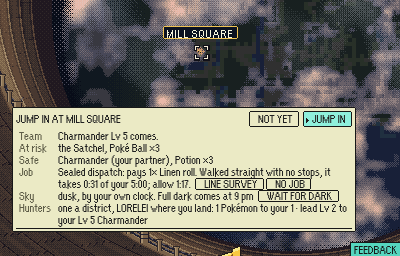 MILL SQUARE
JUMP IN AT MILL SQUARE
NOT YET
JUMP IN
Team Charmander Lv 5 comes.
At risk the Satchel, Poké Ball ×3
Safe Charmander (your partner), Potion ×3
Job Sealed dispatch: pays 1× Linen roll. Walked straight with no stops, it
takes 0:31 of your 5:00; allow 1:17. LINE SURVEY NO JOB
Sky dusk, by your own clock. Full dark comes at 9 pm WAIT FOR DARK
Hunters one a district, LORELEI where you land: 1 Pokémon to your 1 · lead Lv 2 to
your Lv 5 Charmander
FEEDBACK